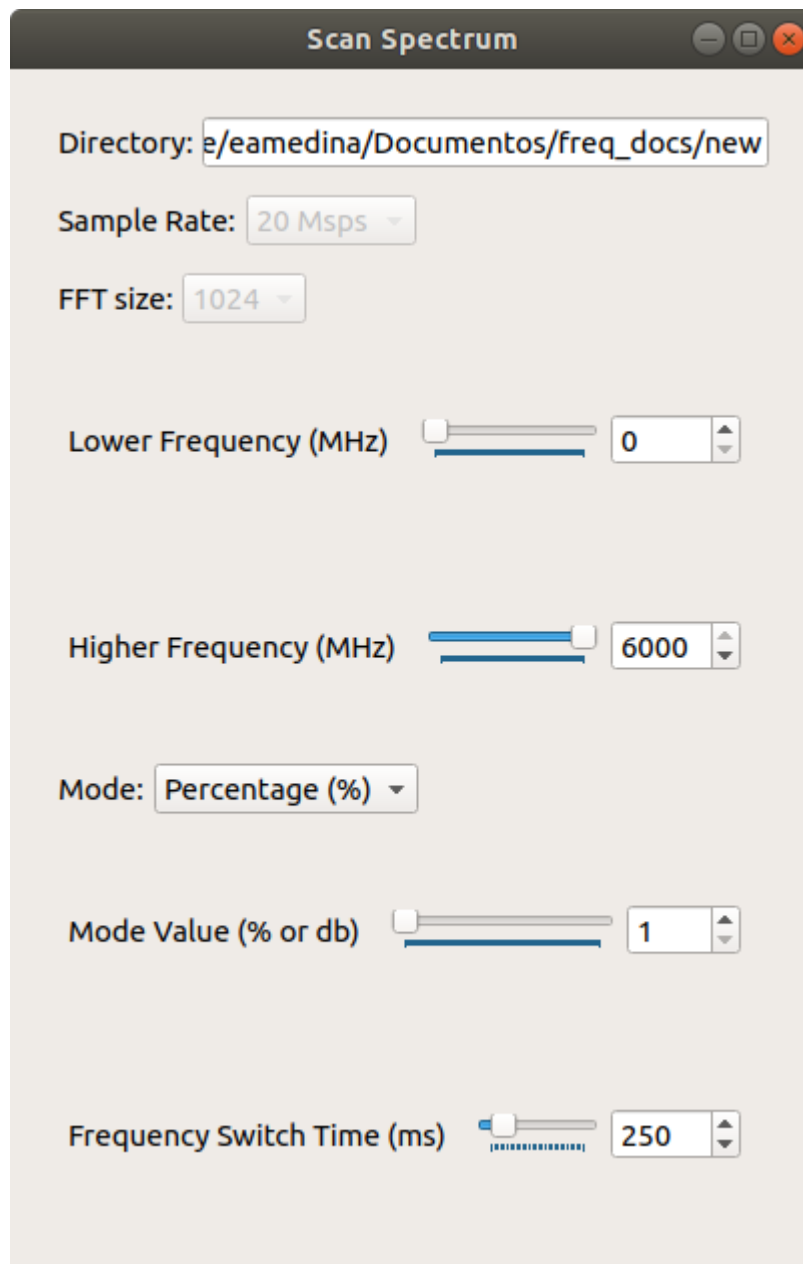 Scan Spectrum
Directory: e/eamedina/Documentos/freq_docs/new
Sample Rate: 20 Msps
FFT size: 1024
Lower Frequency (MHz) 0
Higher Frequency (MHz) 6000
Mode: Percentage (%)
Mode Value (% or db) 1
Frequency Switch Time (ms) 250